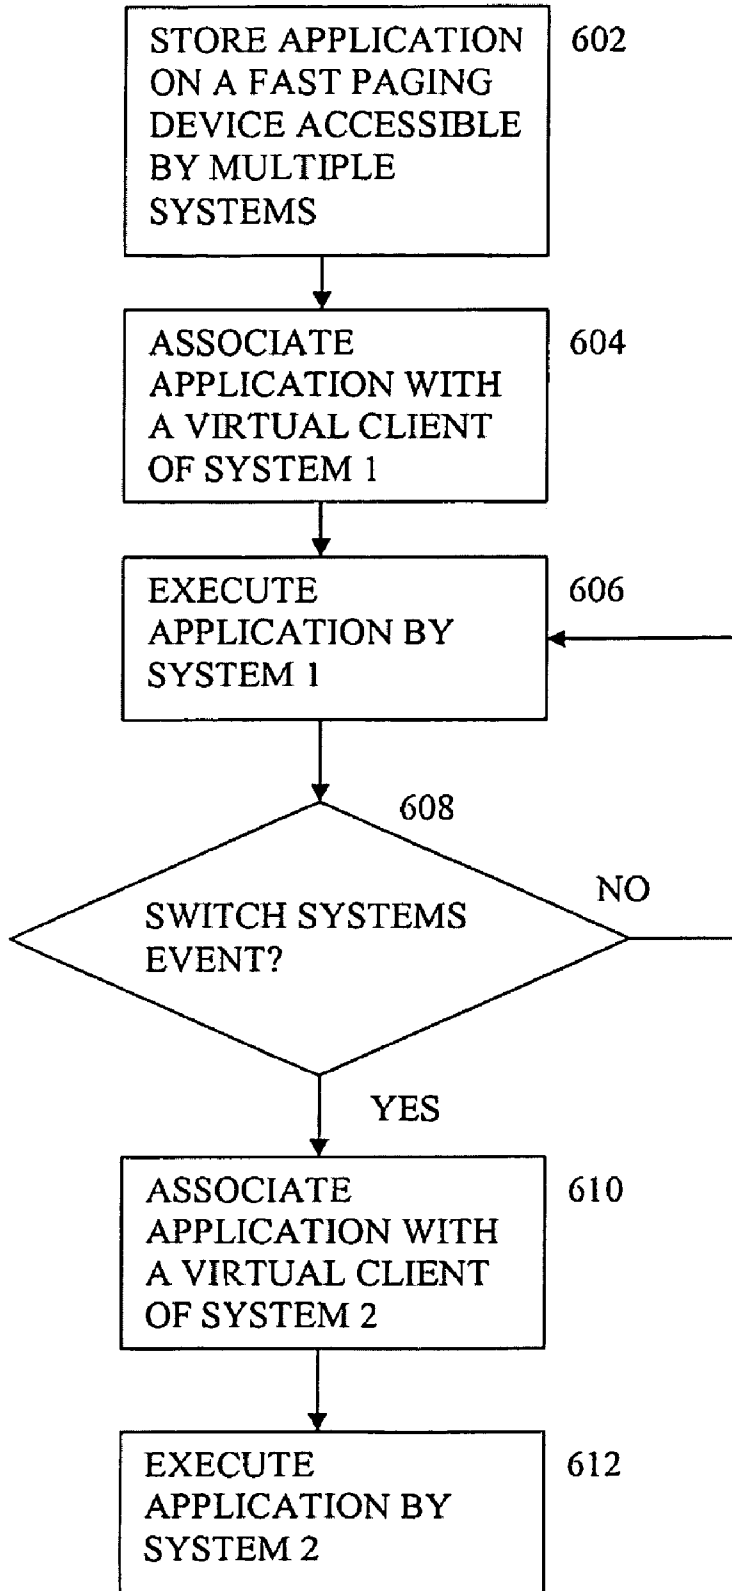 STORE APPLICATION 602
ON A FAST PAGING
DEVICE ACCESSIBLE
BY MULTIPLE
SYSTEMS
ASSOCIATE 604
APPLICATION WITH
A VIRTUAL CLIENT
OF SYSTEM 1
EXECUTE 606
APPLICATION BY
SYSTEM 1
608
NO
SWITCH SYSTEMS
EVENT?
YES
ASSOCIATE 610
APPLICATION WITH
A VIRTUAL CLIENT
OF SYSTEM 2
EXECUTE 612
APPLICATION BY
SYSTEM 2